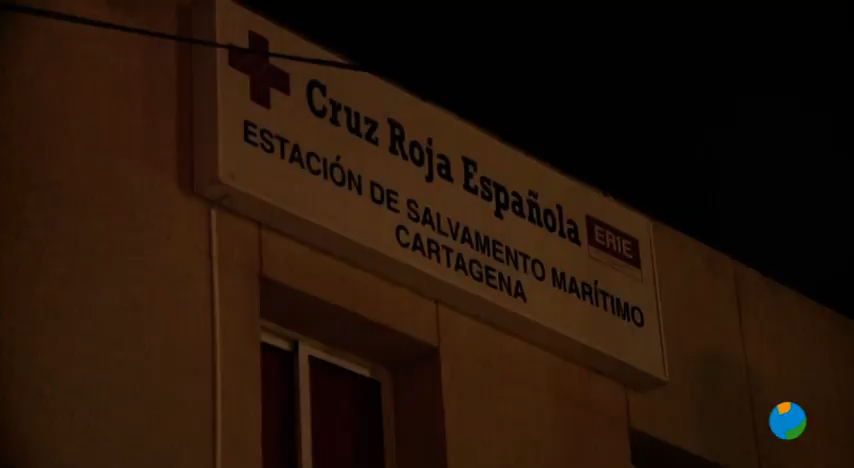 Cruz Roja Española
ERIE
ESTACIÓN DE SALVAMENTO MARÍTIMO
CARTAGENA